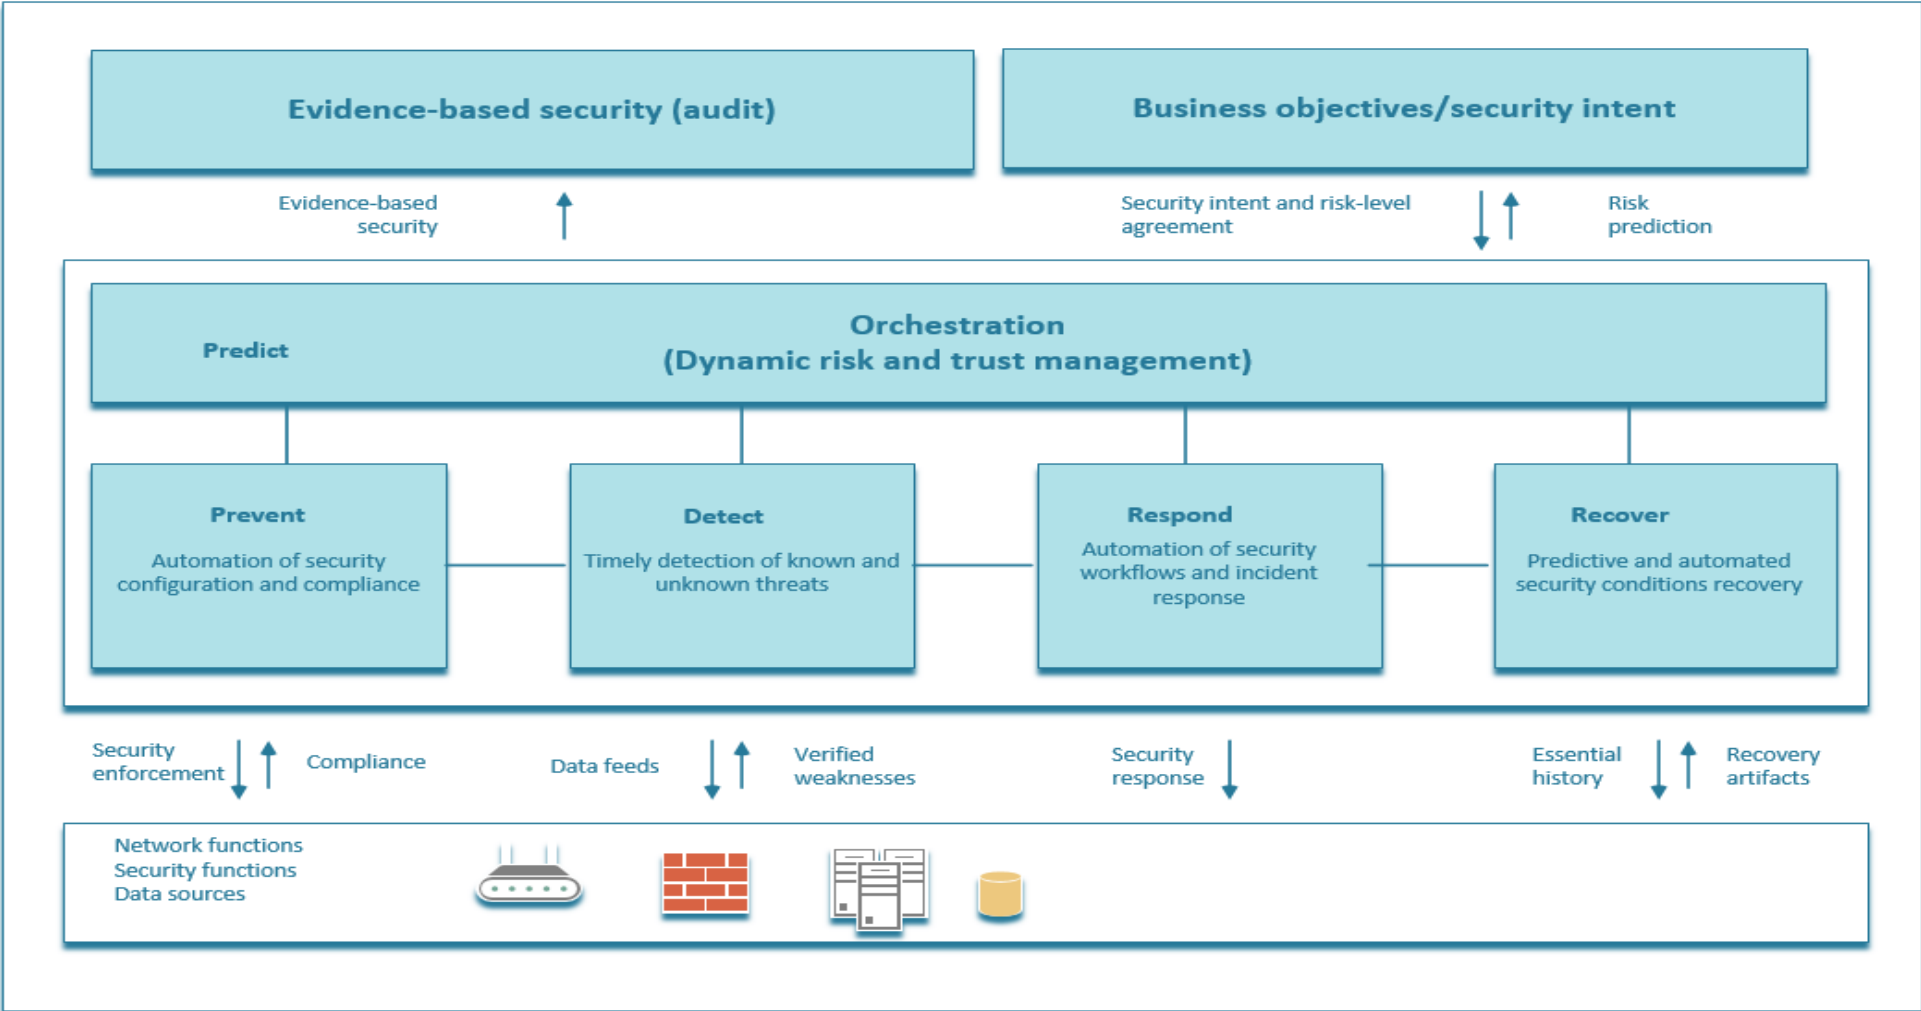 Evidence-based security (audit)
Business objectives/security intent
Evidence-based
security
Security intent and risk-level
agreement
Risk
prediction
Predict
Orchestration
(Dynamic risk and trust management)
Prevent
Automation of security
configuration and compliance
Detect
Timely detection of known and
unknown threats
Respond
Automation of security
workflows and incident
response
Recover
Predictive and automated
security conditions recovery
Security
enforcement
Compliance
Data feeds
Verified
weaknesses
Security
response
Essential
history
Recovery
artifacts
Network functions
Security functions
Data sources